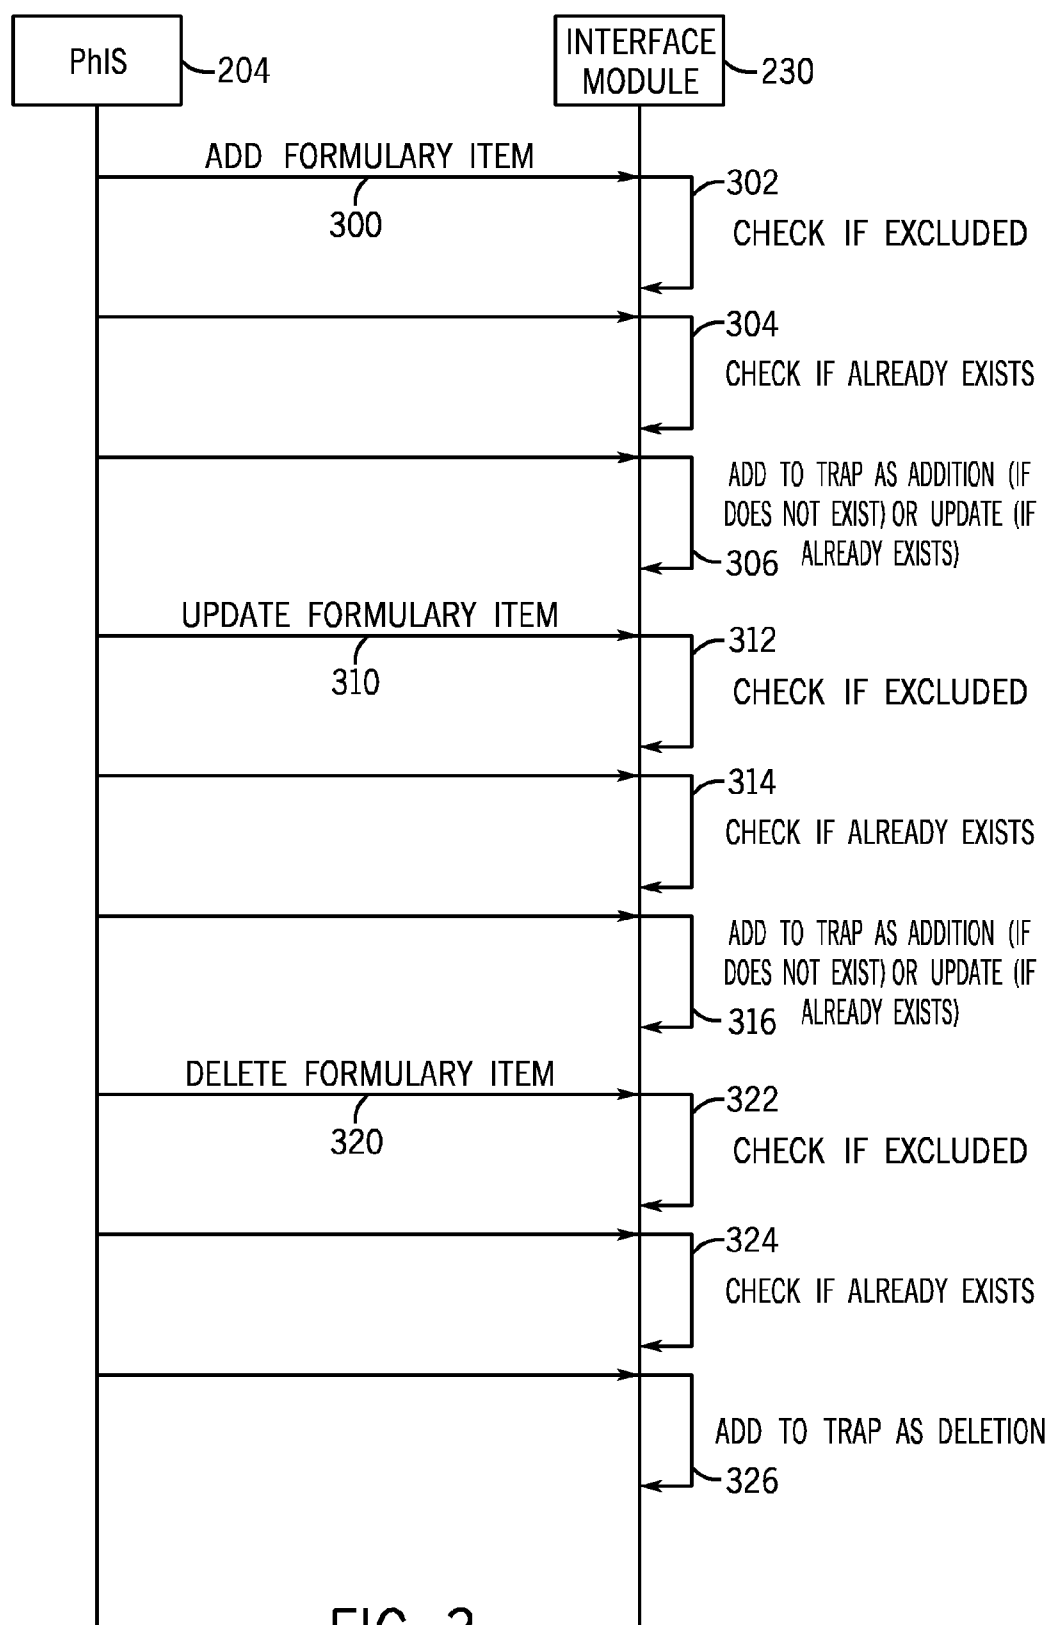 PhIS
204
INTERFACE
MODULE
230
ADD FORMULARY ITEM
300
302
CHECK IF EXCLUDED
304
CHECK IF ALREADY EXISTS
ADD TO TRAP AS ADDITION (IF
DOES NOT EXIST) OR UPDATE (IF
ALREADY EXISTS)
306
UPDATE FORMULARY ITEM
310
312
CHECK IF EXCLUDED
314
CHECK IF ALREADY EXISTS
ADD TO TRAP AS ADDITION (IF
DOES NOT EXIST) OR UPDATE (IF
ALREADY EXISTS)
316
DELETE FORMULARY ITEM
320
322
CHECK IF EXCLUDED
324
CHECK IF ALREADY EXISTS
ADD TO TRAP AS DELETION
326
FIG.